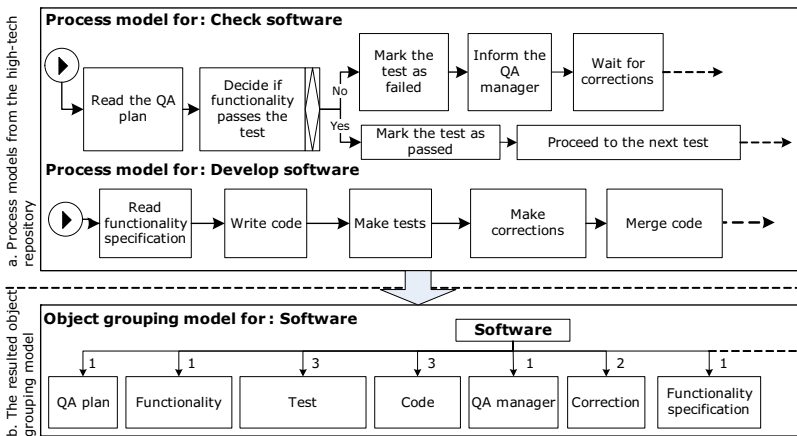 a. Process models from the high-tech
repository
Process model for: Check software
Read the QA
plan
Decide if
functionality
passes the
test
No
Yes
Mark the
test as
failed
Inform the
QA
manager
Wait for
corrections
Mark the test as
passed
Proceed to the next test
Process model for: Develop software
Read
functionality
specification
Write code
Make tests
Make
corrections
Merge code
b. The resulted object
grouping model
Object grouping model for: Software
Software
1
1
3
3
1
2
1
QA plan
Functionality
Test
Code
QA manager
Correction
Functionality
specification